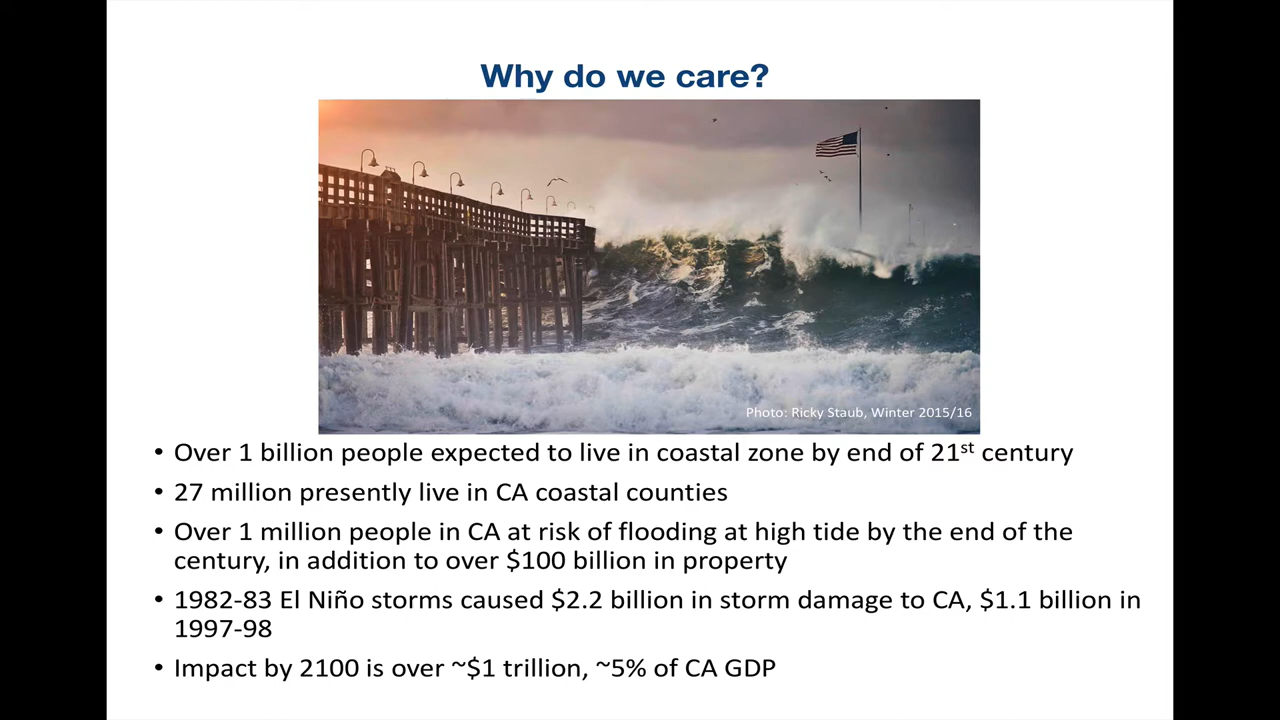 Why do we care?
Photo: Ricky Staub, Winter 2015/16
• Over 1 billion people expected to live in coastal zone by end of 21st century
• 27 million presently live in CA coastal counties
• Over 1 million people in CA at risk of flooding at high tide by the end of the
century, in addition to over $100 billion in property
• 1982-83 El Niño storms caused $2.2 billion in storm damage to CA, $1.1 billion in
1997-98
• Impact by 2100 is over ~$1 trillion, ~5% of CA GDP